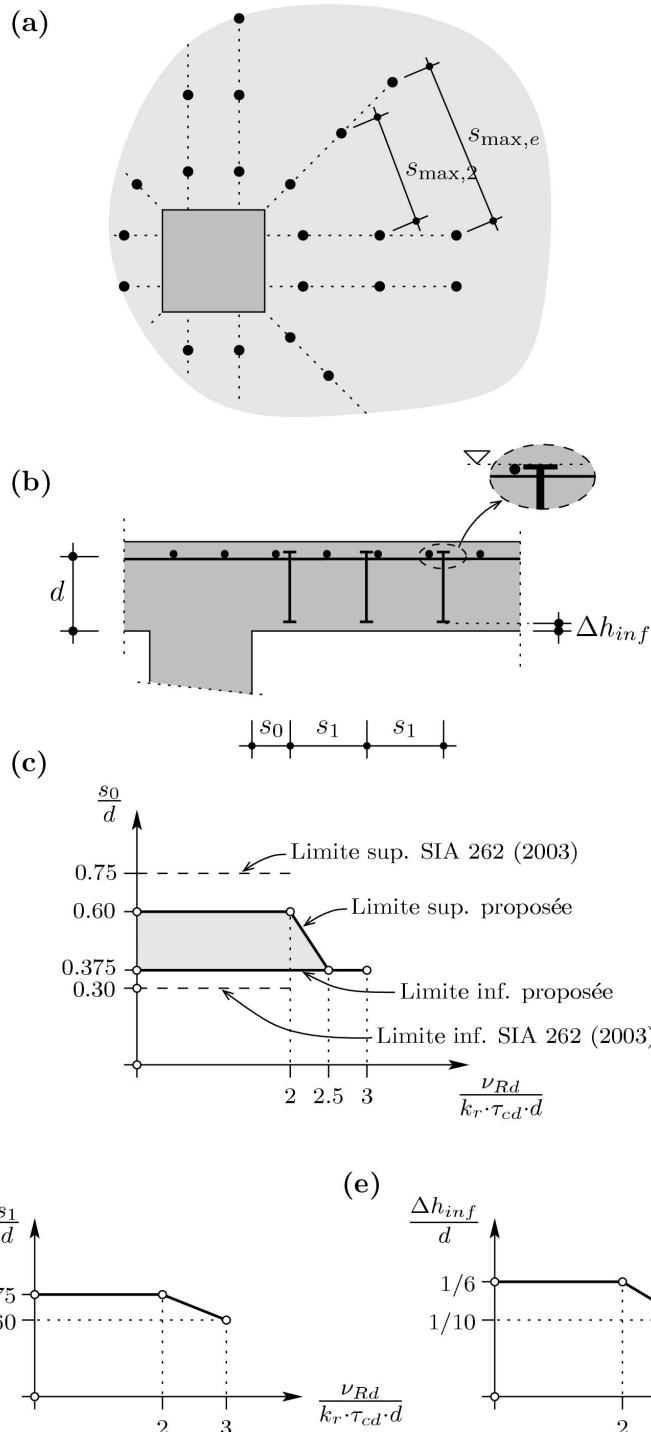 (a)
s_max,e
s_max,2
(b)
d
Δh_inf
s_0 s_1 s_1
(c)
s_0/d
Limite sup. SIA 262 (2003)
0.75
0.60
Limite sup. proposée
0.375
0.30
Limite inf. proposée
Limite inf. SIA 262 (2003)
2 2.5 3
ν_Rd/k_r·τ_cd·d
(e)
s_1/d
75
60
2 3
ν_Rd/k_r·τ_cd·d
Δh_inf/d
1/6
1/10
2